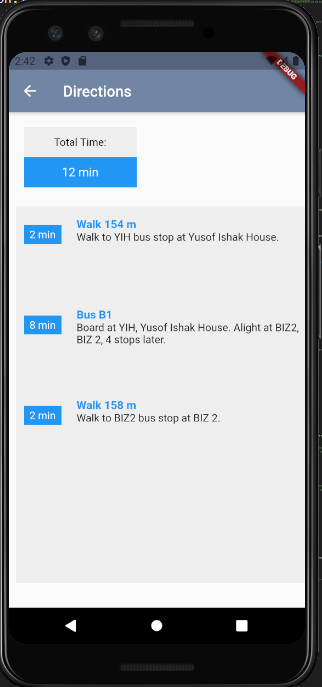 2:42
DEBUG
Directions
Total Time:
12 min
2 min
Walk 154 m
Walk to YIH bus stop at Yusof Ishak House.
8 min
Bus B1
Board at YIH, Yusof Ishak House. Alight at BIZ2,
BIZ 2, 4 stops later.
2 min
Walk 158 m
Walk to BIZ2 bus stop at BIZ 2.